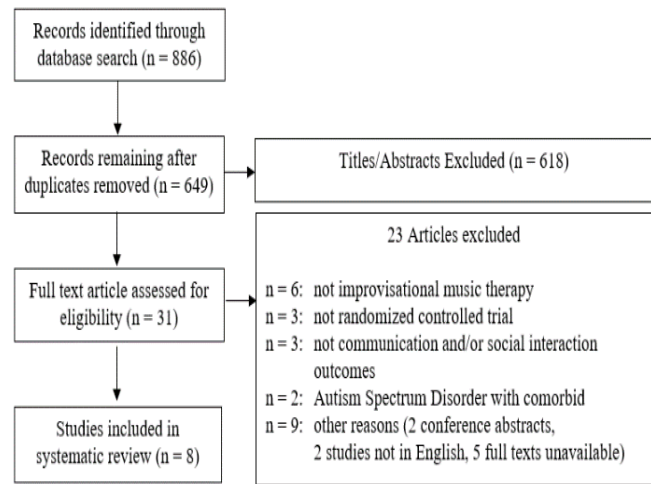 Records identified through
database search (n = 886)
Records remaining after
duplicates removed (n = 649)
Titles/Abstracts Excluded (n = 618)
Full text article assessed for
eligibility (n = 31)
23 Articles excluded
n = 6: not improvisational music therapy
n = 3: not randomized controlled trial
n = 3: not communication and/or social interaction
outcomes
n = 2: Autism Spectrum Disorder with comorbid
n = 9: other reasons (2 conference abstracts,
2 studies not in English, 5 full texts unavailable)
Studies included in
systematic review (n = 8)